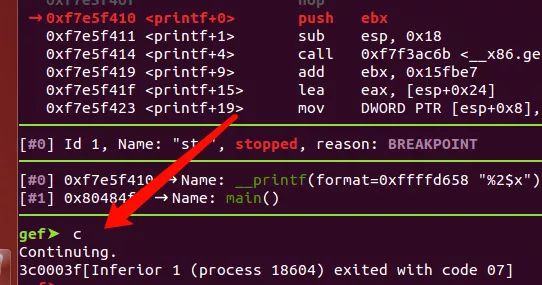 →0xf7e5f410 <printf+0> push ebx
0xf7e5f411 <printf+1> sub esp, 0x18
0xf7e5f414 <printf+4> call 0xf7f3ac6b <__x86.ge
0xf7e5f419 <printf+9> add ebx, 0x15fbe7
0xf7e5f41f <printf+15> lea eax, [esp+0x24]
0xf7e5f423 <printf+19> mov DWORD PTR [esp+0x8],
[#0] Id 1, Name: "st", stopped, reason: BREAKPOINT
[#0] 0xf7e5f410→Name: __printf(format=0xffffd658 "%2$x")
[#1] 0x80484f→Name: main()
gef➤ c
Continuing.
3c0003f[Inferior 1 (process 18604) exited with code 07]